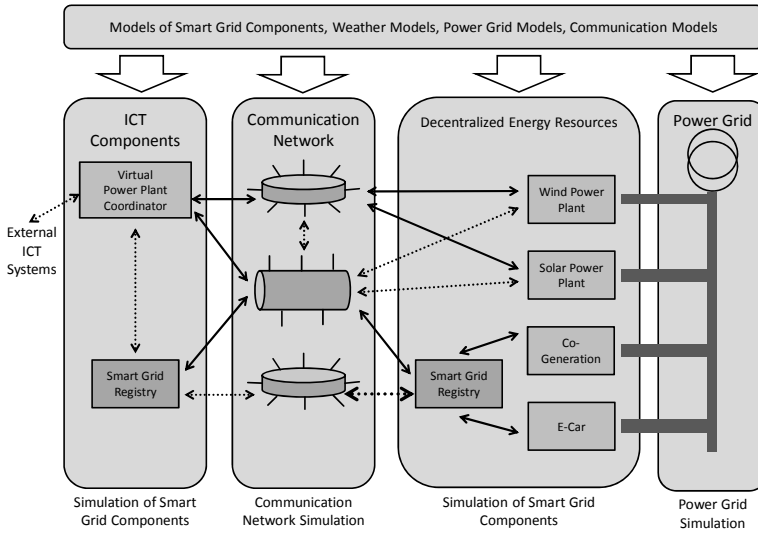 Models of Smart Grid Components, Weather Models, Power Grid Models, Communication Models
ICT
Components
Communication
Network
Decentralized Energy Resources
Power Grid
Virtual
Power Plant
Coordinator
Wind Power
Plant
External
ICT
Systems
Solar Power
Plant
Co-
Generation
Smart Grid
Registry
Smart Grid
Registry
E-Car
Simulation of Smart
Grid Components
Communication
Network Simulation
Simulation of Smart Grid
Components
Power Grid
Simulation